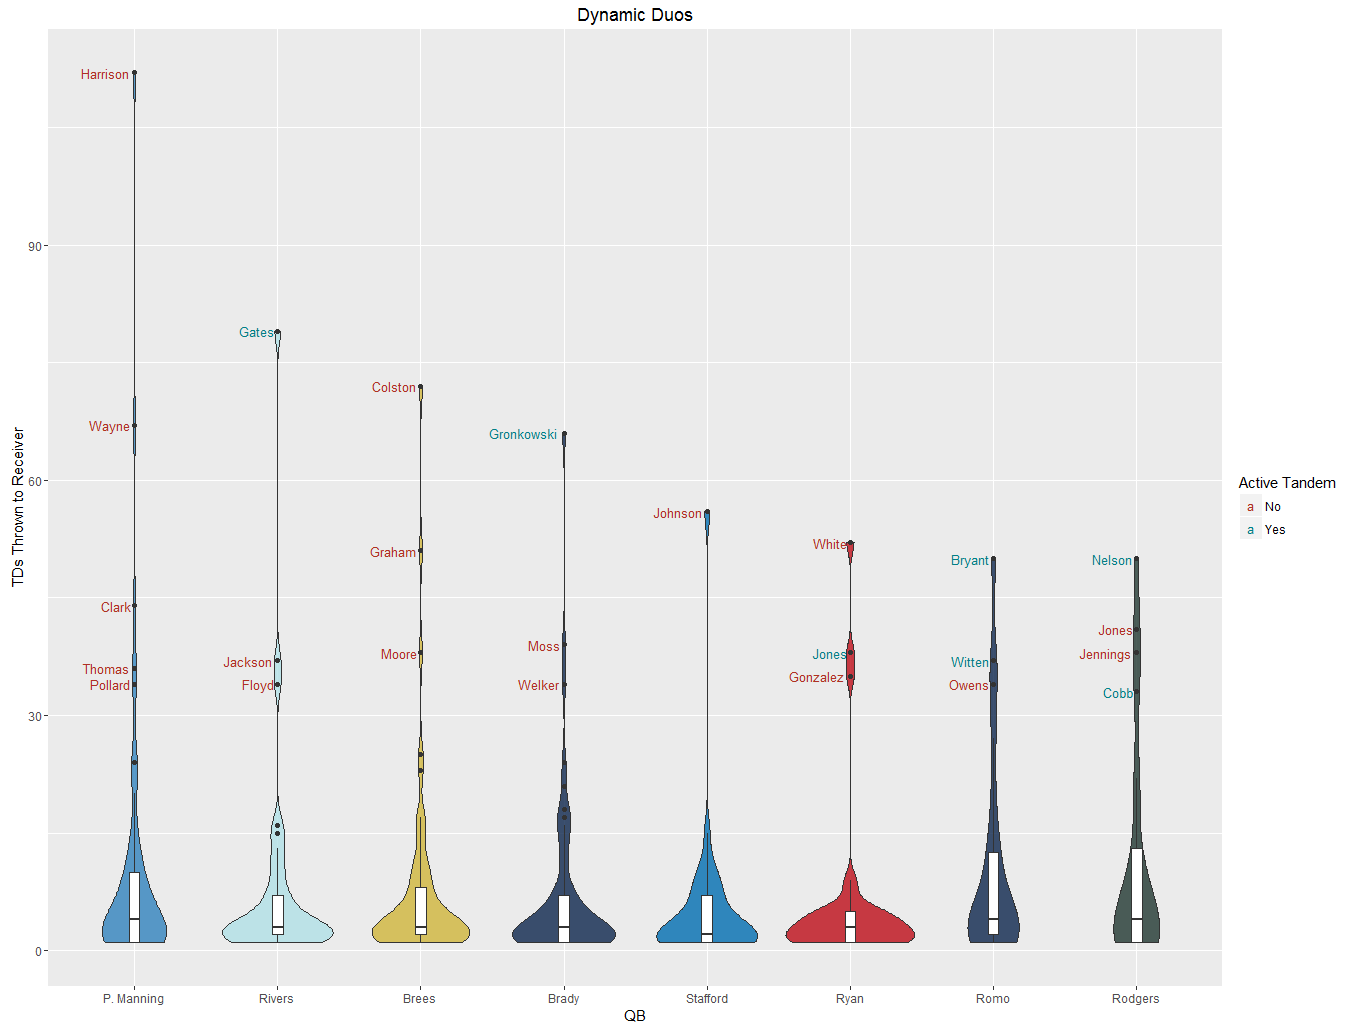 Dynamic Duos
Harrison
Gates
Colston
Wayne
Gronkowski
Johnson
White
Graham
Bryant
Nelson
Clark
Jones
Moss
Moore
Jones
Jennings
Jackson
Witten
Thomas
Gonzalez
Pollard
Floyd
Welker
Owens
Cobb
90
60
30
0
TDs Thrown to Receiver
P. Manning
Rivers
Brees
Brady
Stafford
Ryan
Romo
Rodgers
QB
Active Tandem
a No
a Yes